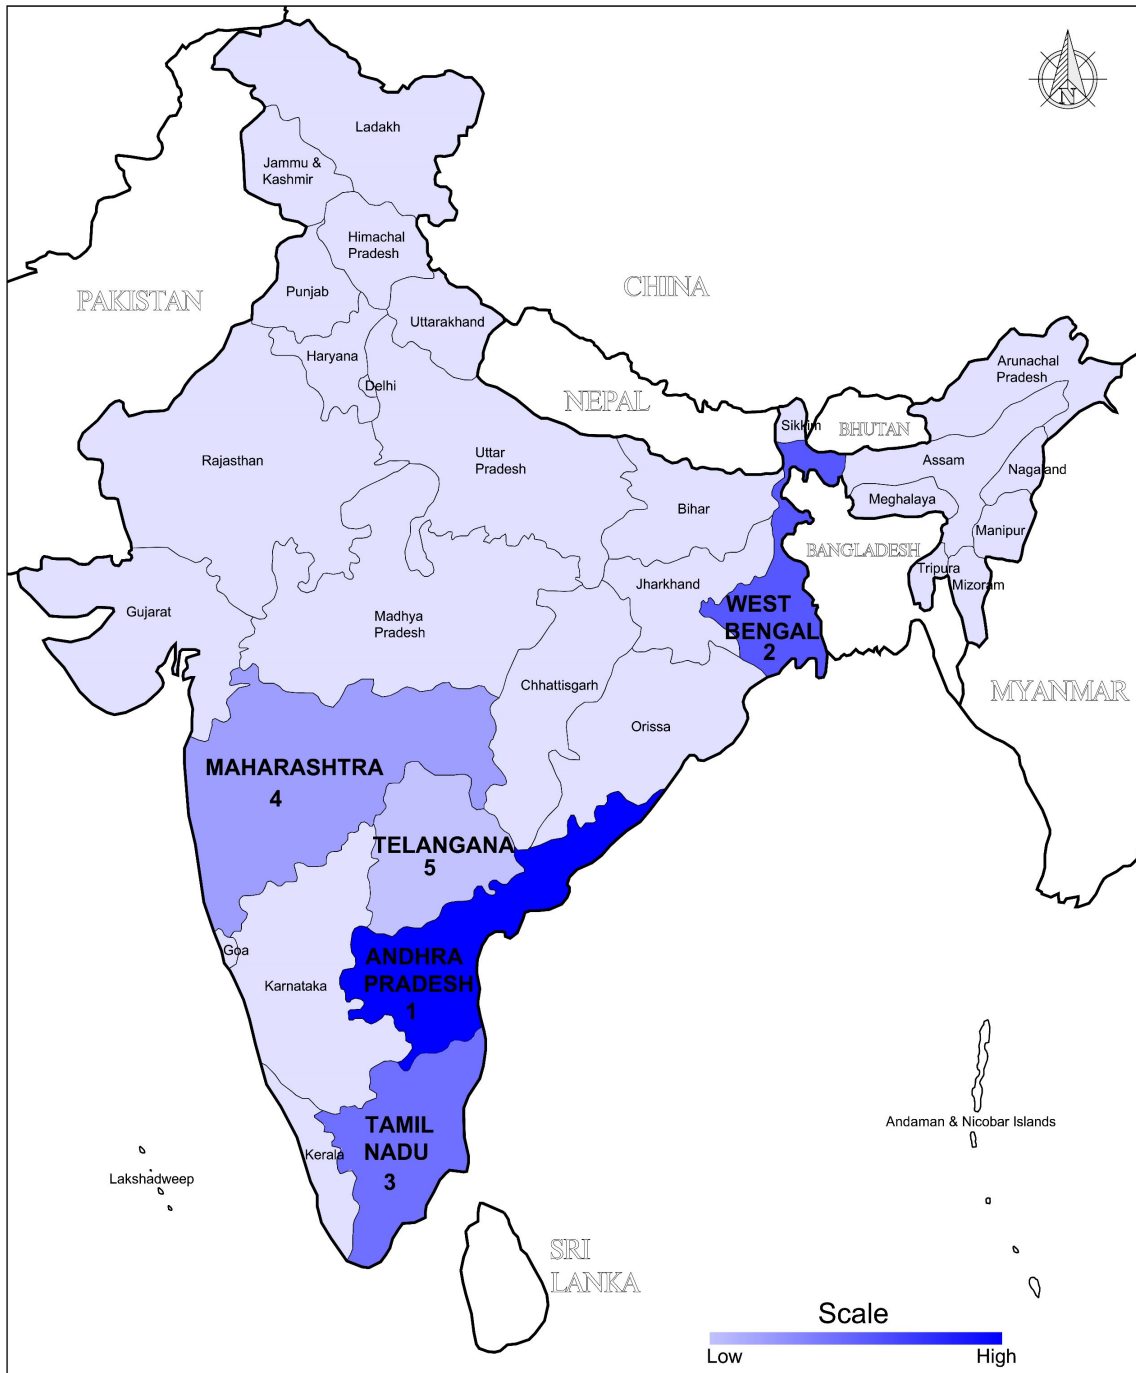 N
Ladakh
Jammu &
Kashmir
Himachal
Pradesh
CHINA
PAKISTAN
Punjab
Uttarakhand
Haryana
Delhi
Arunachal
Pradesh
NEPAL
Sikkim
BHUTAN
Rajasthan
Uttar
Pradesh
Assam
Nagaland
Meghalaya
Bihar
Manipur
BANGLADESH
Tripura
Mizoram
Jharkhand
Gujarat
Madhya
Pradesh
WEST
BENGAL
2
Chhattisgarh
MYANMAR
Orissa
MAHARASHTRA
4
TELANGANA
5
Goa
ANDHRA
PRADESH
1
Karnataka
Andaman & Nicobar Islands
TAMIL
NADU
3
Kerala
Lakshadweep
SRI
LANKA
Scale
Low High